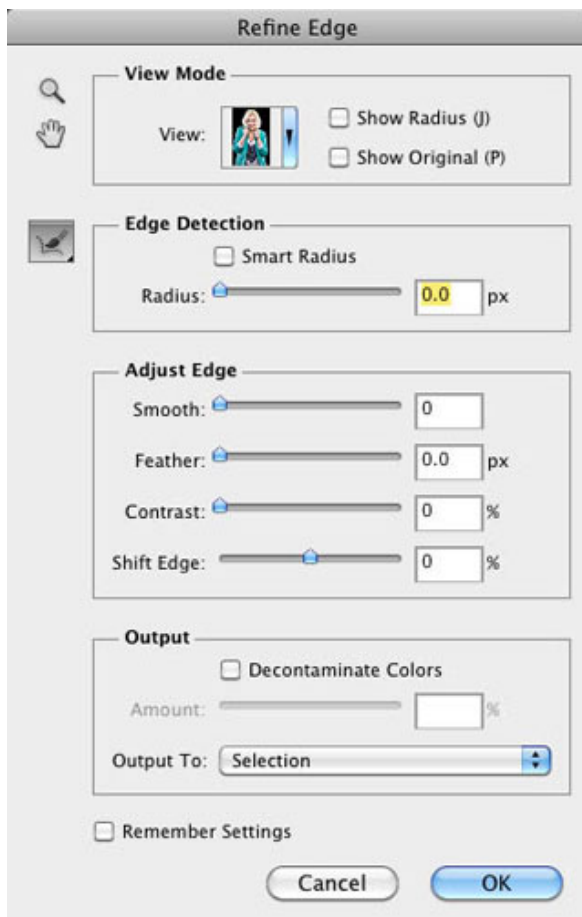 Refine Edge
View Mode
View:
Show Radius (J)
Show Original (P)
Edge Detection
Smart Radius
Radius: 0.0 px
Adjust Edge
Smooth: 0
Feather: 0.0 px
Contrast: 0 %
Shift Edge: 0 %
Output
Decontaminate Colors
Amount: %
Output To: Selection
Remember Settings
Cancel OK